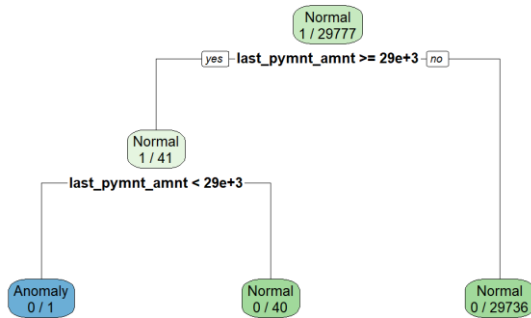 Normal
1 / 29777
yes last_pymnt_amnt >= 29e+3 no
Normal
1 / 41
last_pymnt_amnt < 29e+3
Anomaly
0 / 1
Normal
0 / 40
Normal
0 / 29736